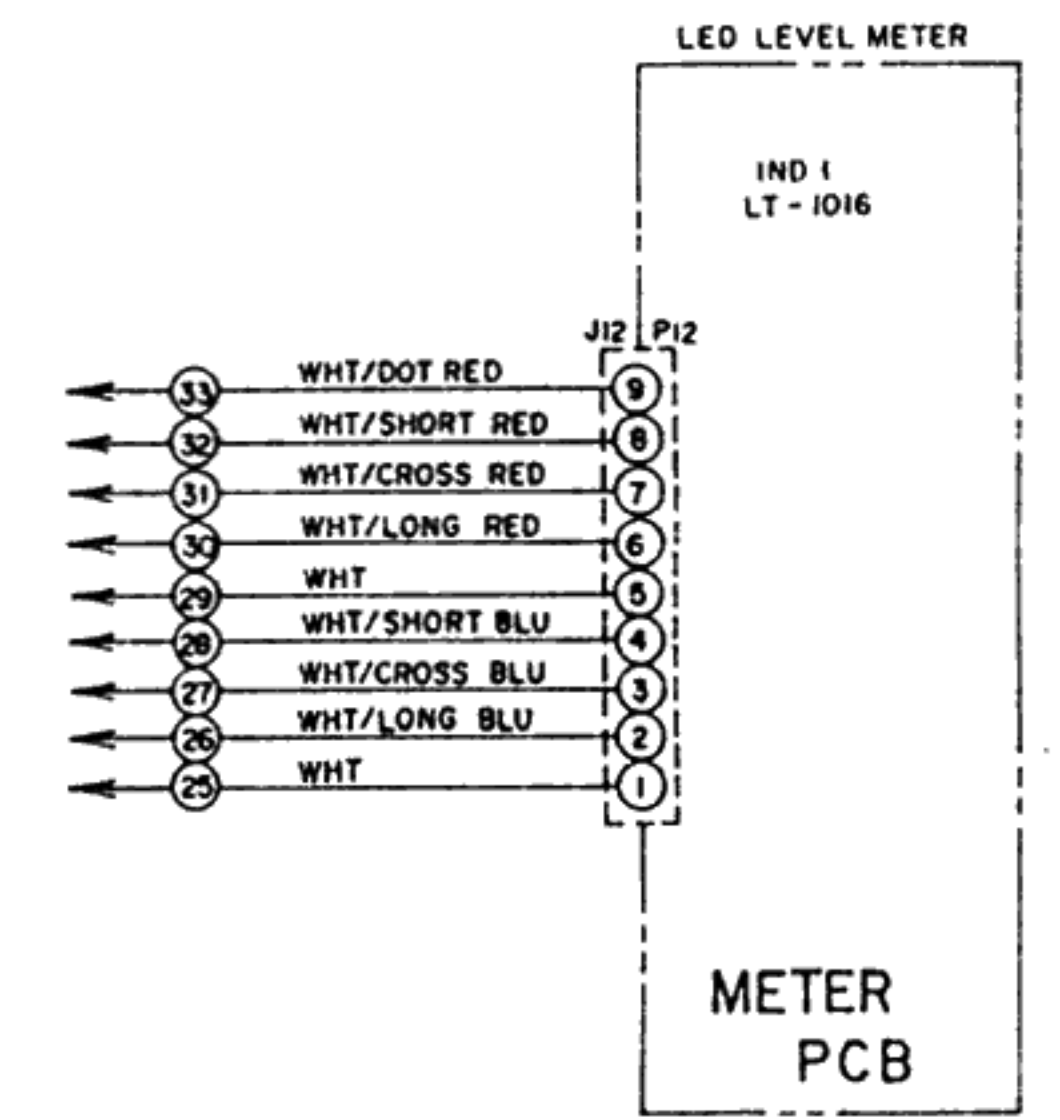 LED LEVEL METER
IND 1
LT-1016
J12 P12
33 WHT/DOT RED 9
32 WHT/SHORT RED 8
31 WHT/CROSS RED 7
30 WHT/LONG RED 6
29 WHT 5
28 WHT/SHORT BLU 4
27 WHT/CROSS BLU 3
26 WHT/LONG BLU 2
25 WHT 1
METER
PCB